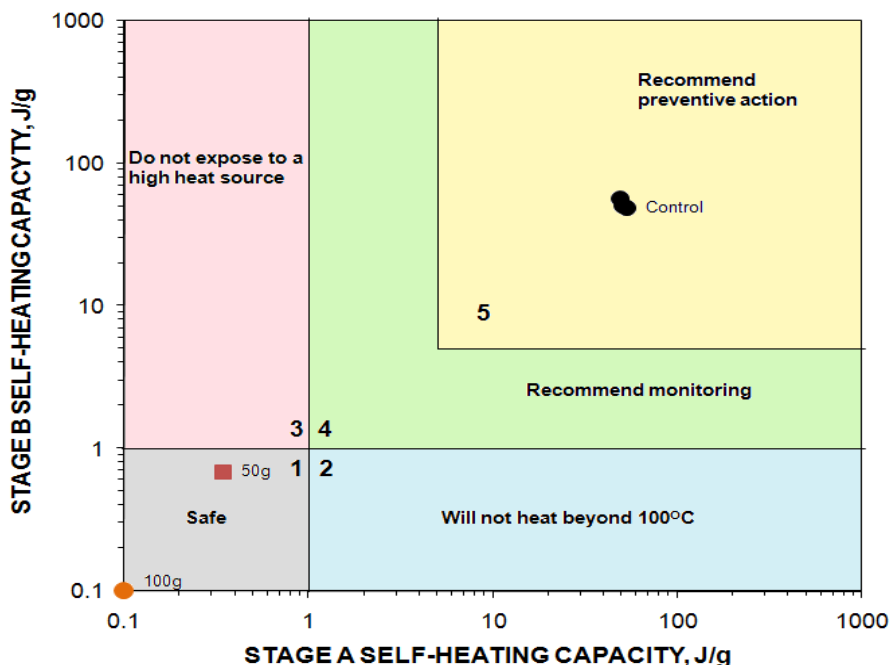 1000
100
10
1
0.1
STAGE B SELF-HEATING CAPACYTY, J/g
Do not expose to a
high heat source
Recommend
preventive action
Control
5
Recommend monitoring
3
4
1
2
50g
Safe
Will not heat beyond 100ᴼC
100g
0.1
1
10
100
1000
STAGE A SELF-HEATING CAPACITY, J/g